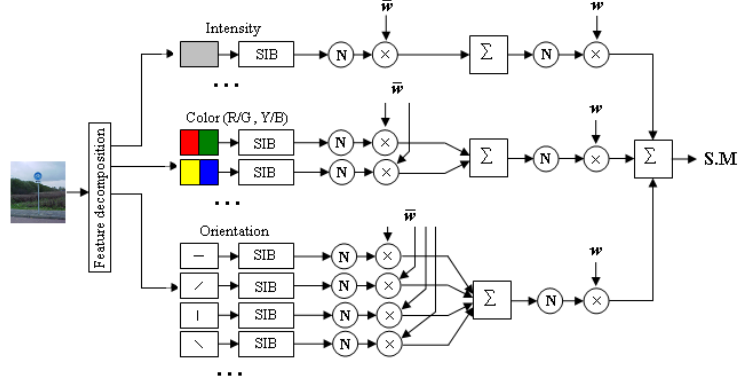 Intensity
w̄ w
SIB N × Σ N ×
...
Color (R/G , Y/B)
w̄
SIB N ×
w
Σ N × Σ S.M
SIB N ×
...
Feature decomposition
Orientation
w̄
SIB N ×
w
SIB N ×
Σ N ×
SIB N ×
SIB N ×
...